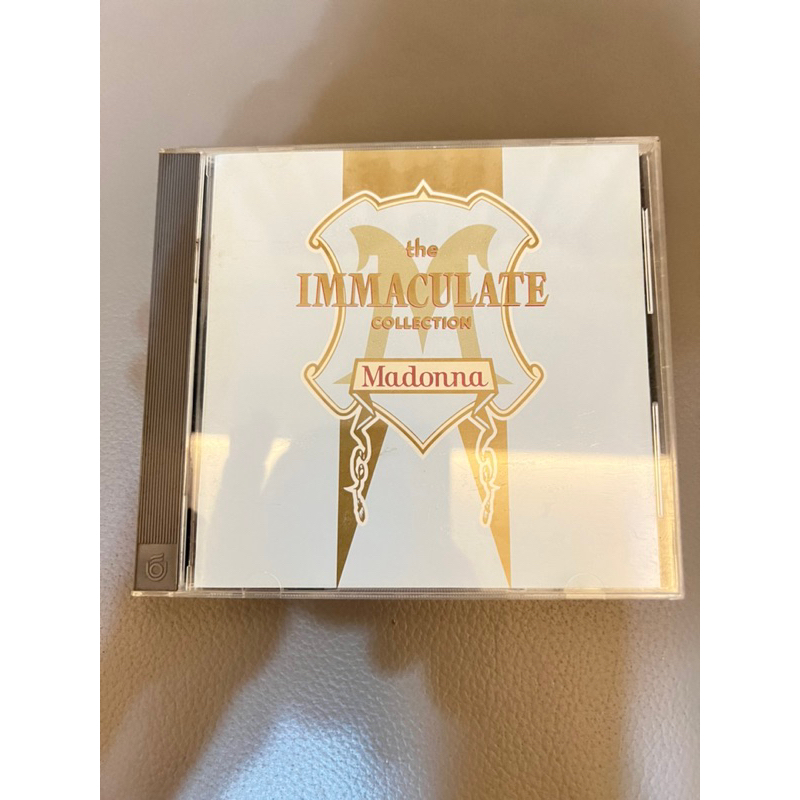 the
IMMACULATE
COLLECTION
Madonna